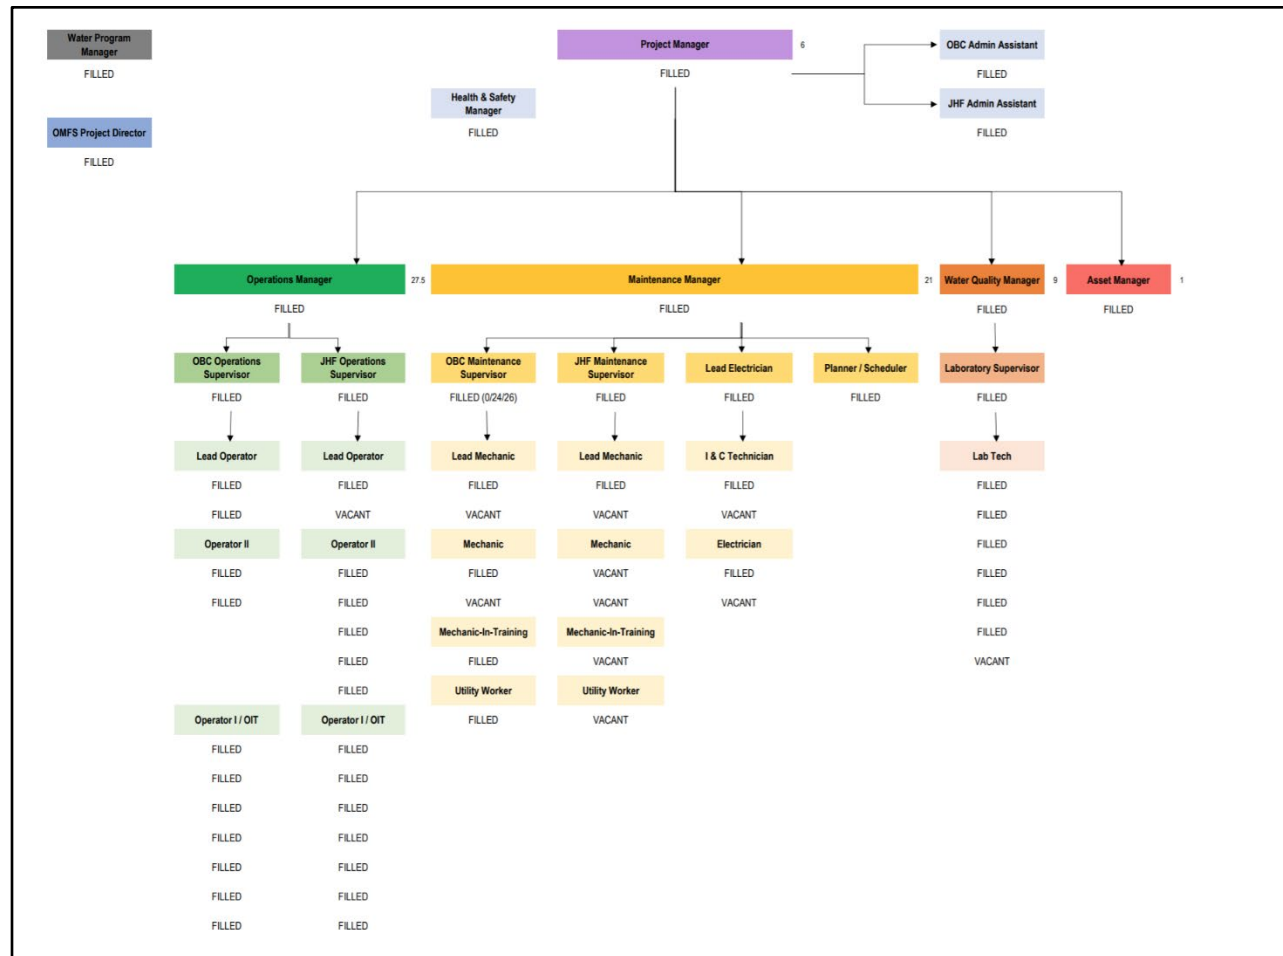 Water Program
Manager
FILLED
OMFS Project Director
FILLED
Project Manager
6
FILLED
Health & Safety
Manager
FILLED
OBC Admin Assistant
FILLED
JHF Admin Assistant
FILLED
Operations Manager
27.5
FILLED
Maintenance Manager
21
FILLED
Water Quality Manager
9
FILLED
Asset Manager
1
FILLED
OBC Operations
Supervisor
FILLED
Lead Operator
FILLED
FILLED
Operator II
FILLED
FILLED
Operator I / OIT
FILLED
FILLED
FILLED
FILLED
FILLED
FILLED
FILLED
JHF Operations
Supervisor
FILLED
Lead Operator
FILLED
VACANT
Operator II
FILLED
FILLED
FILLED
FILLED
FILLED
Operator I / OIT
FILLED
FILLED
FILLED
FILLED
FILLED
FILLED
FILLED
OBC Maintenance
Supervisor
FILLED (0/24/26)
Lead Mechanic
FILLED
VACANT
Mechanic
FILLED
VACANT
Mechanic-In-Training
FILLED
Utility Worker
FILLED
JHF Maintenance
Supervisor
FILLED
Lead Mechanic
FILLED
VACANT
Mechanic
VACANT
VACANT
Mechanic-In-Training
VACANT
Utility Worker
VACANT
Lead Electrician
FILLED
I & C Technician
FILLED
VACANT
Electrician
FILLED
VACANT
Planner / Scheduler
FILLED
Laboratory Supervisor
FILLED
Lab Tech
FILLED
FILLED
FILLED
FILLED
FILLED
FILLED
VACANT